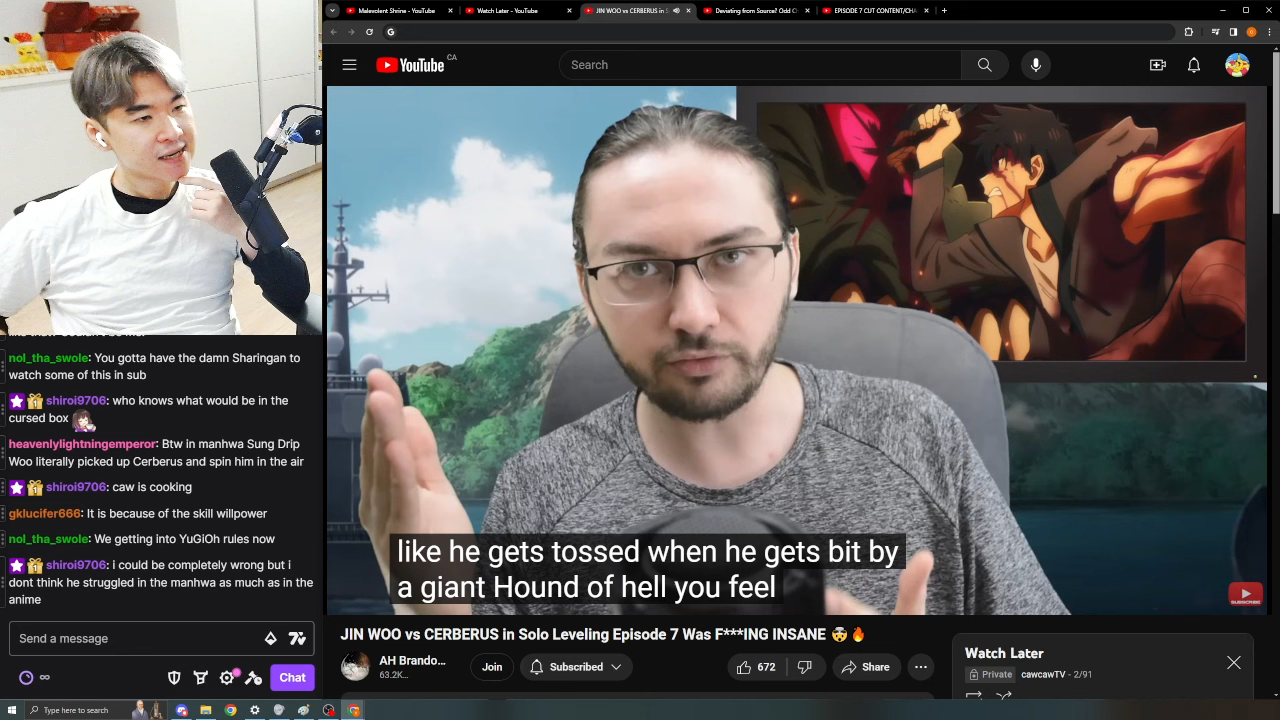 Malevolent Shrine - YouTube
Watch Later - YouTube
JIN WOO vs CERBERUS in S
Deviating from Source? Odd C
EPISODE 7 CUT CONTENT/CHA
YouTube CA
Search
like he gets tossed when he gets bit by
a giant Hound of hell you feel
SUBSCRIBE
JIN WOO vs CERBERUS in Solo Leveling Episode 7 Was F***ING INSANE 🤯🔥
AH Brando...
63.2K...
Join
Subscribed
672
Share
Watch Later
Private cawcawTV - 2/91
nol_tha_swole: You gotta have the damn Sharingan to
watch some of this in sub
shiroi9706: who knows what would be in the
cursed box
heavenlylightningemperor: Btw in manhwa Sung Drip
Woo literally picked up Cerberus and spin him in the air
shiroi9706: caw is cooking
gklucifer666: It is because of the skill willpower
nol_tha_swole: We getting into YuGiOh rules now
shiroi9706: i could be completely wrong but i
dont think he struggled in the manhwa as much as in the
anime
Send a message
Chat
Type here to search